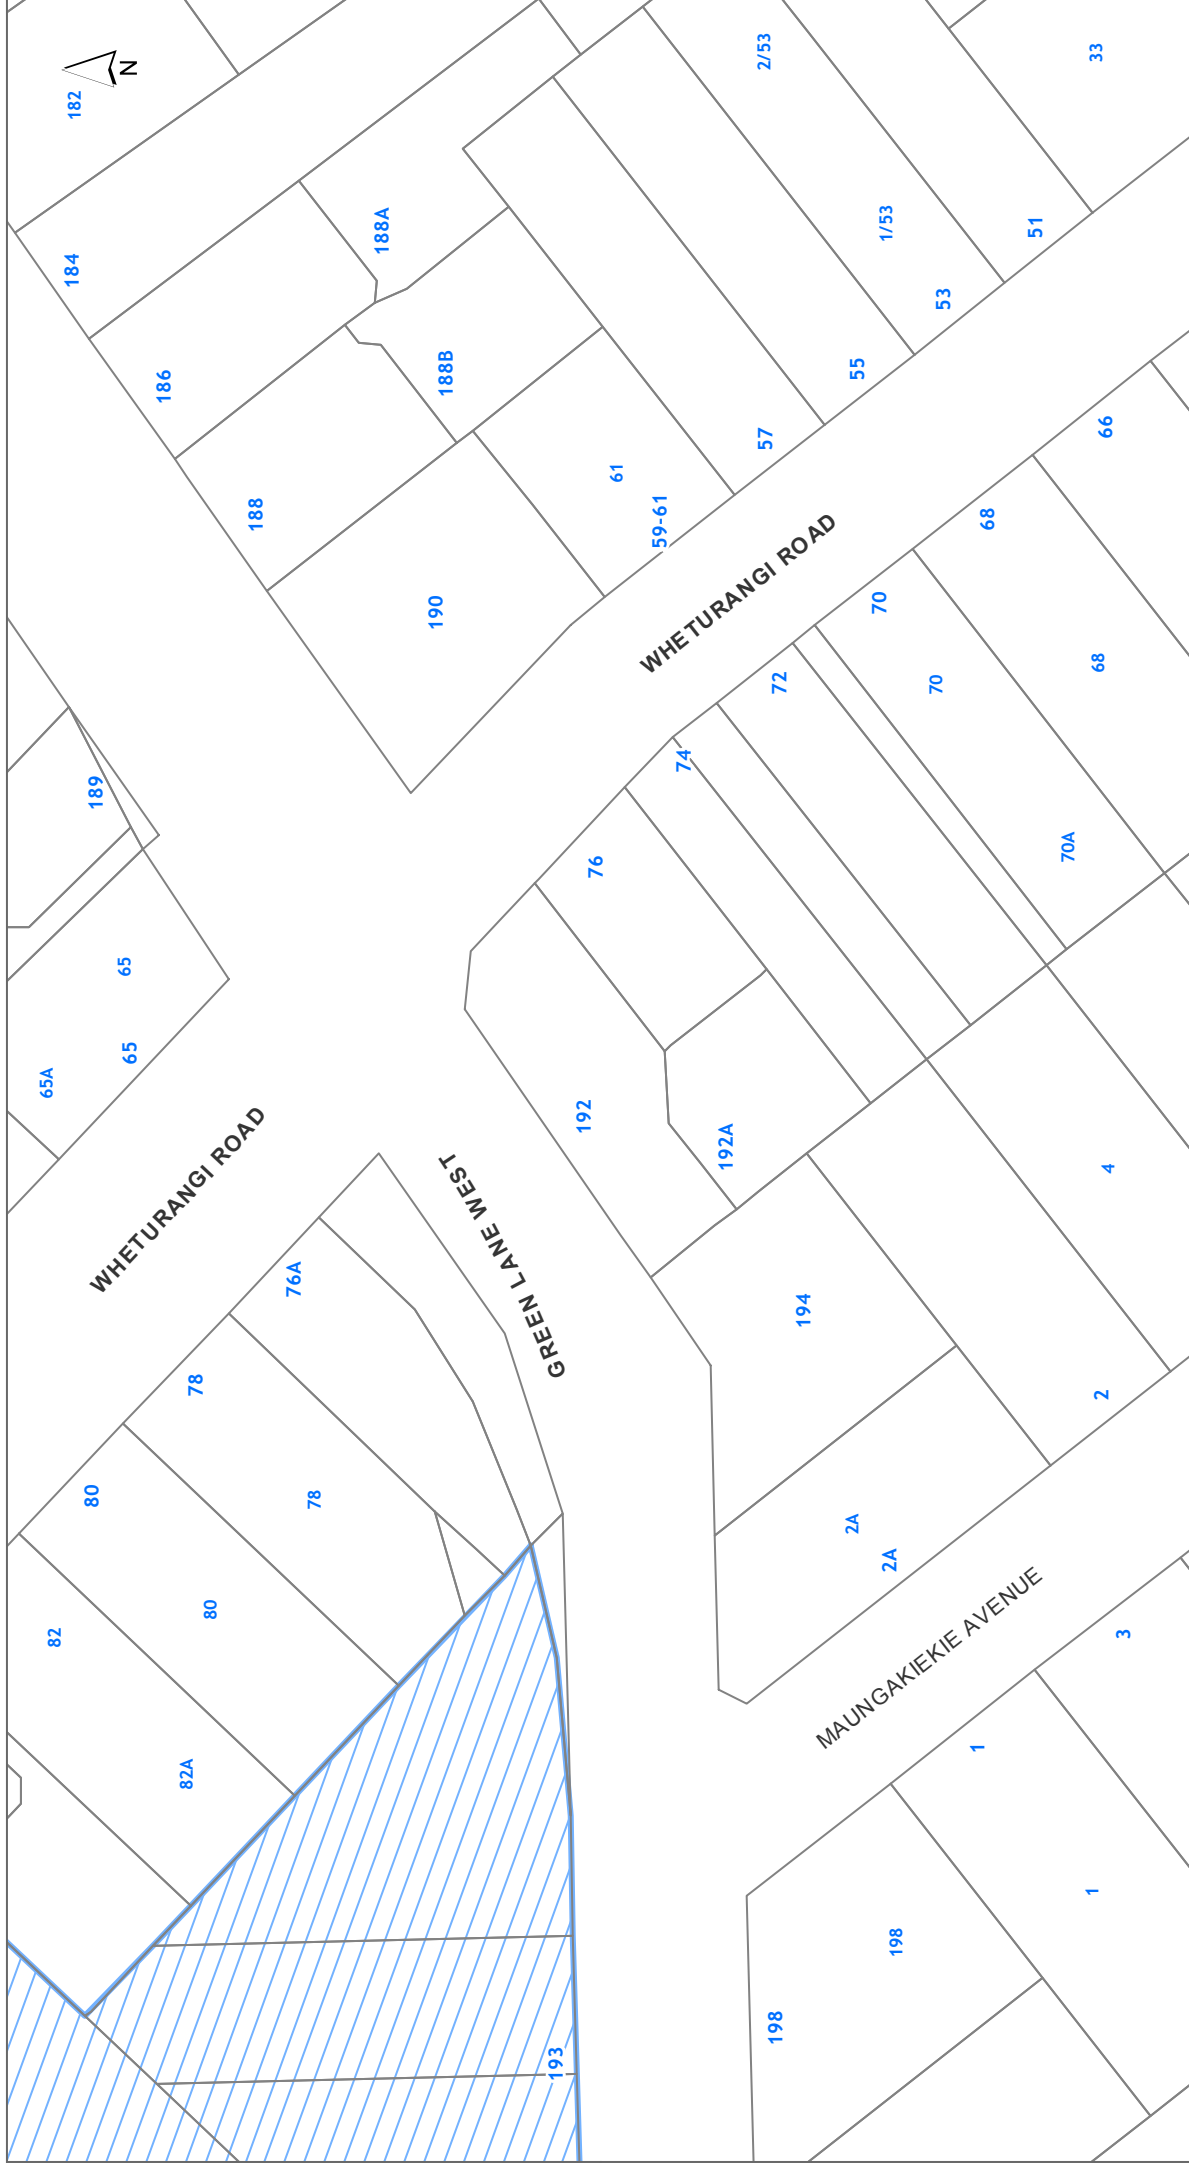 182
N
184
186
188
188A
188B
190
2/53
33
1/53
51
53
55
57
61
59-61
WHETURANGI ROAD
66
68
68
70
70
70A
72
74
76
189
65
65
65A
WHETURANGI ROAD
GREEN LANE WEST
192
192A
194
4
2
2A
2A
76A
78
78
80
80
82
82A
MAUNGAKIEKIE AVENUE
3
1
1
198
198
193